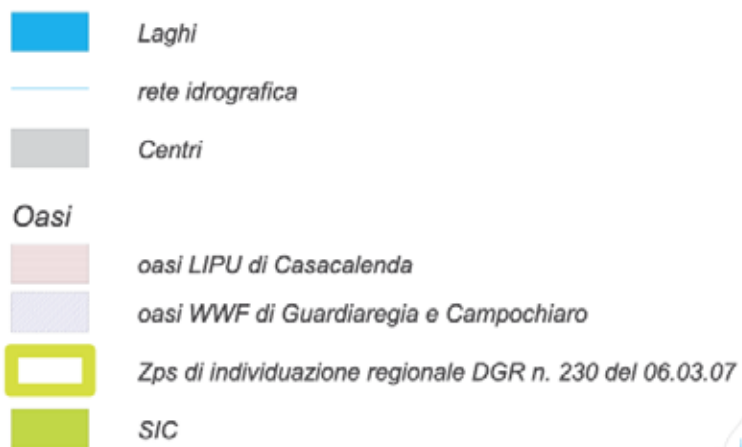 Laghi
rete idrografica
Centri
Oasi
oasi LIPU di Casacalenda
oasi WWF di Guardiaregia e Campochiaro
Zps di individuazione regionale DGR n. 230 del 06.03.07
SIC